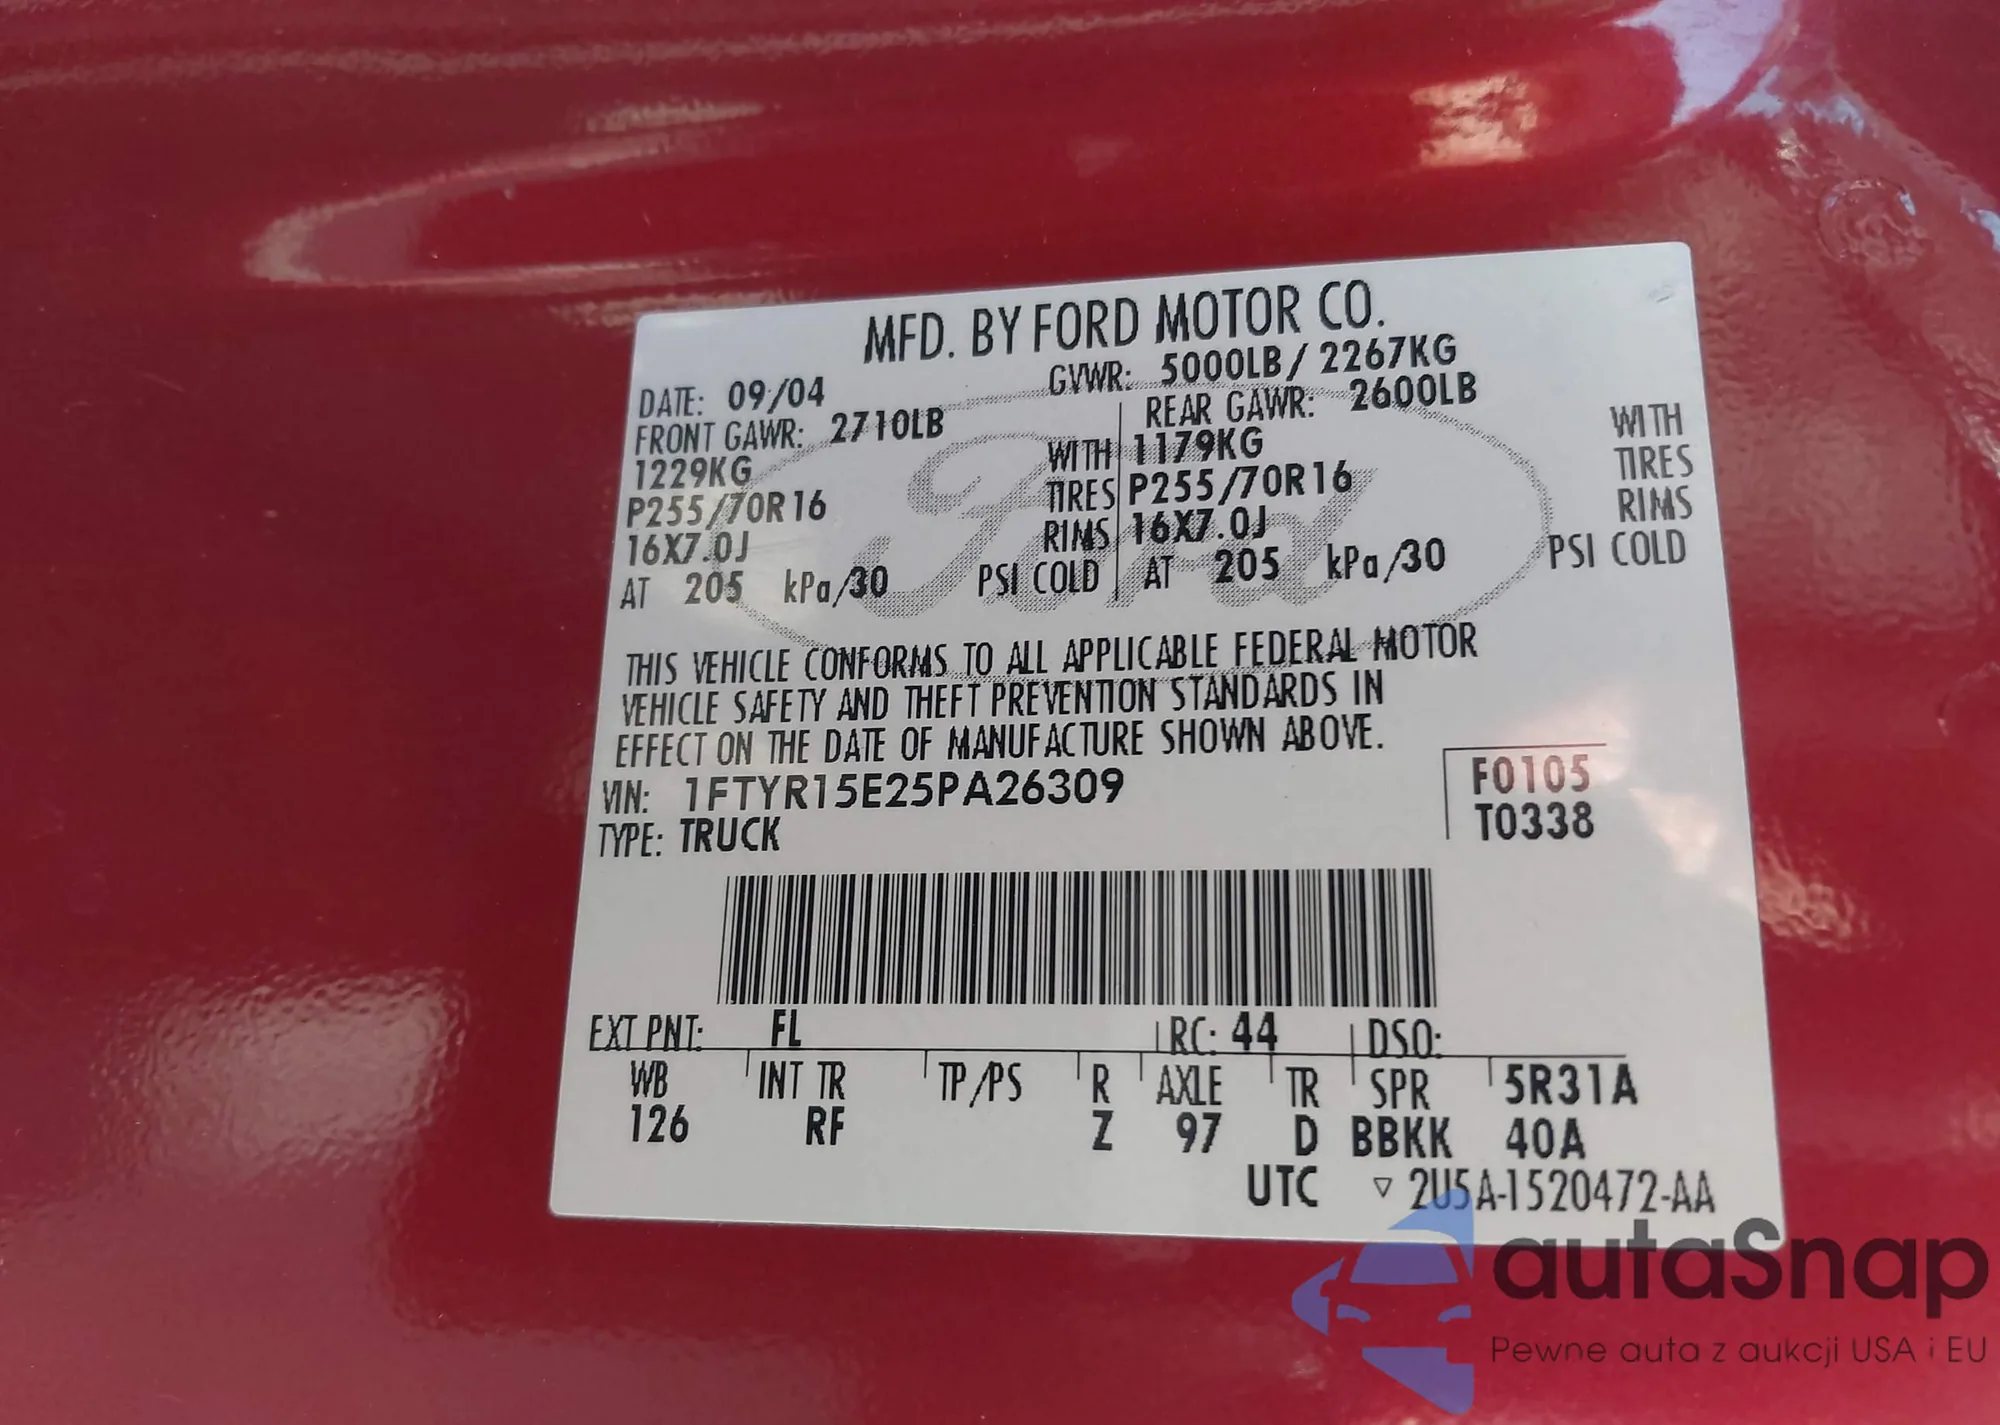 MFD. BY FORD MOTOR CO.
DATE: 09/04 GVWR: 5000LB / 2267KG
FRONT GAWR: 2710LB REAR GAWR: 2600LB
1229KG WITH 1179KG WITH
P255/70R16 TIRES P255/70R16 TIRES
16X7.0J RIMS 16X7.0J RIMS
AT 205 kPa/30 PSI COLD AT 205 kPa/30 PSI COLD
Ford
THIS VEHICLE CONFORMS TO ALL APPLICABLE FEDERAL MOTOR
VEHICLE SAFETY AND THEFT PREVENTION STANDARDS IN
EFFECT ON THE DATE OF MANUFACTURE SHOWN ABOVE.
VIN: 1FTYR15E25PA26309 F0105
TYPE: TRUCK T0338
EXT PNT: FL RC: 44 DSO:
WB INT TR TP/PS R AXLE TR SPR 5R31A
126 RF Z 97 D BBKK 40A
UTC ▽ 2U5A-1520472-AA
autaSnap
Pewne auta z aukcji USA i EU